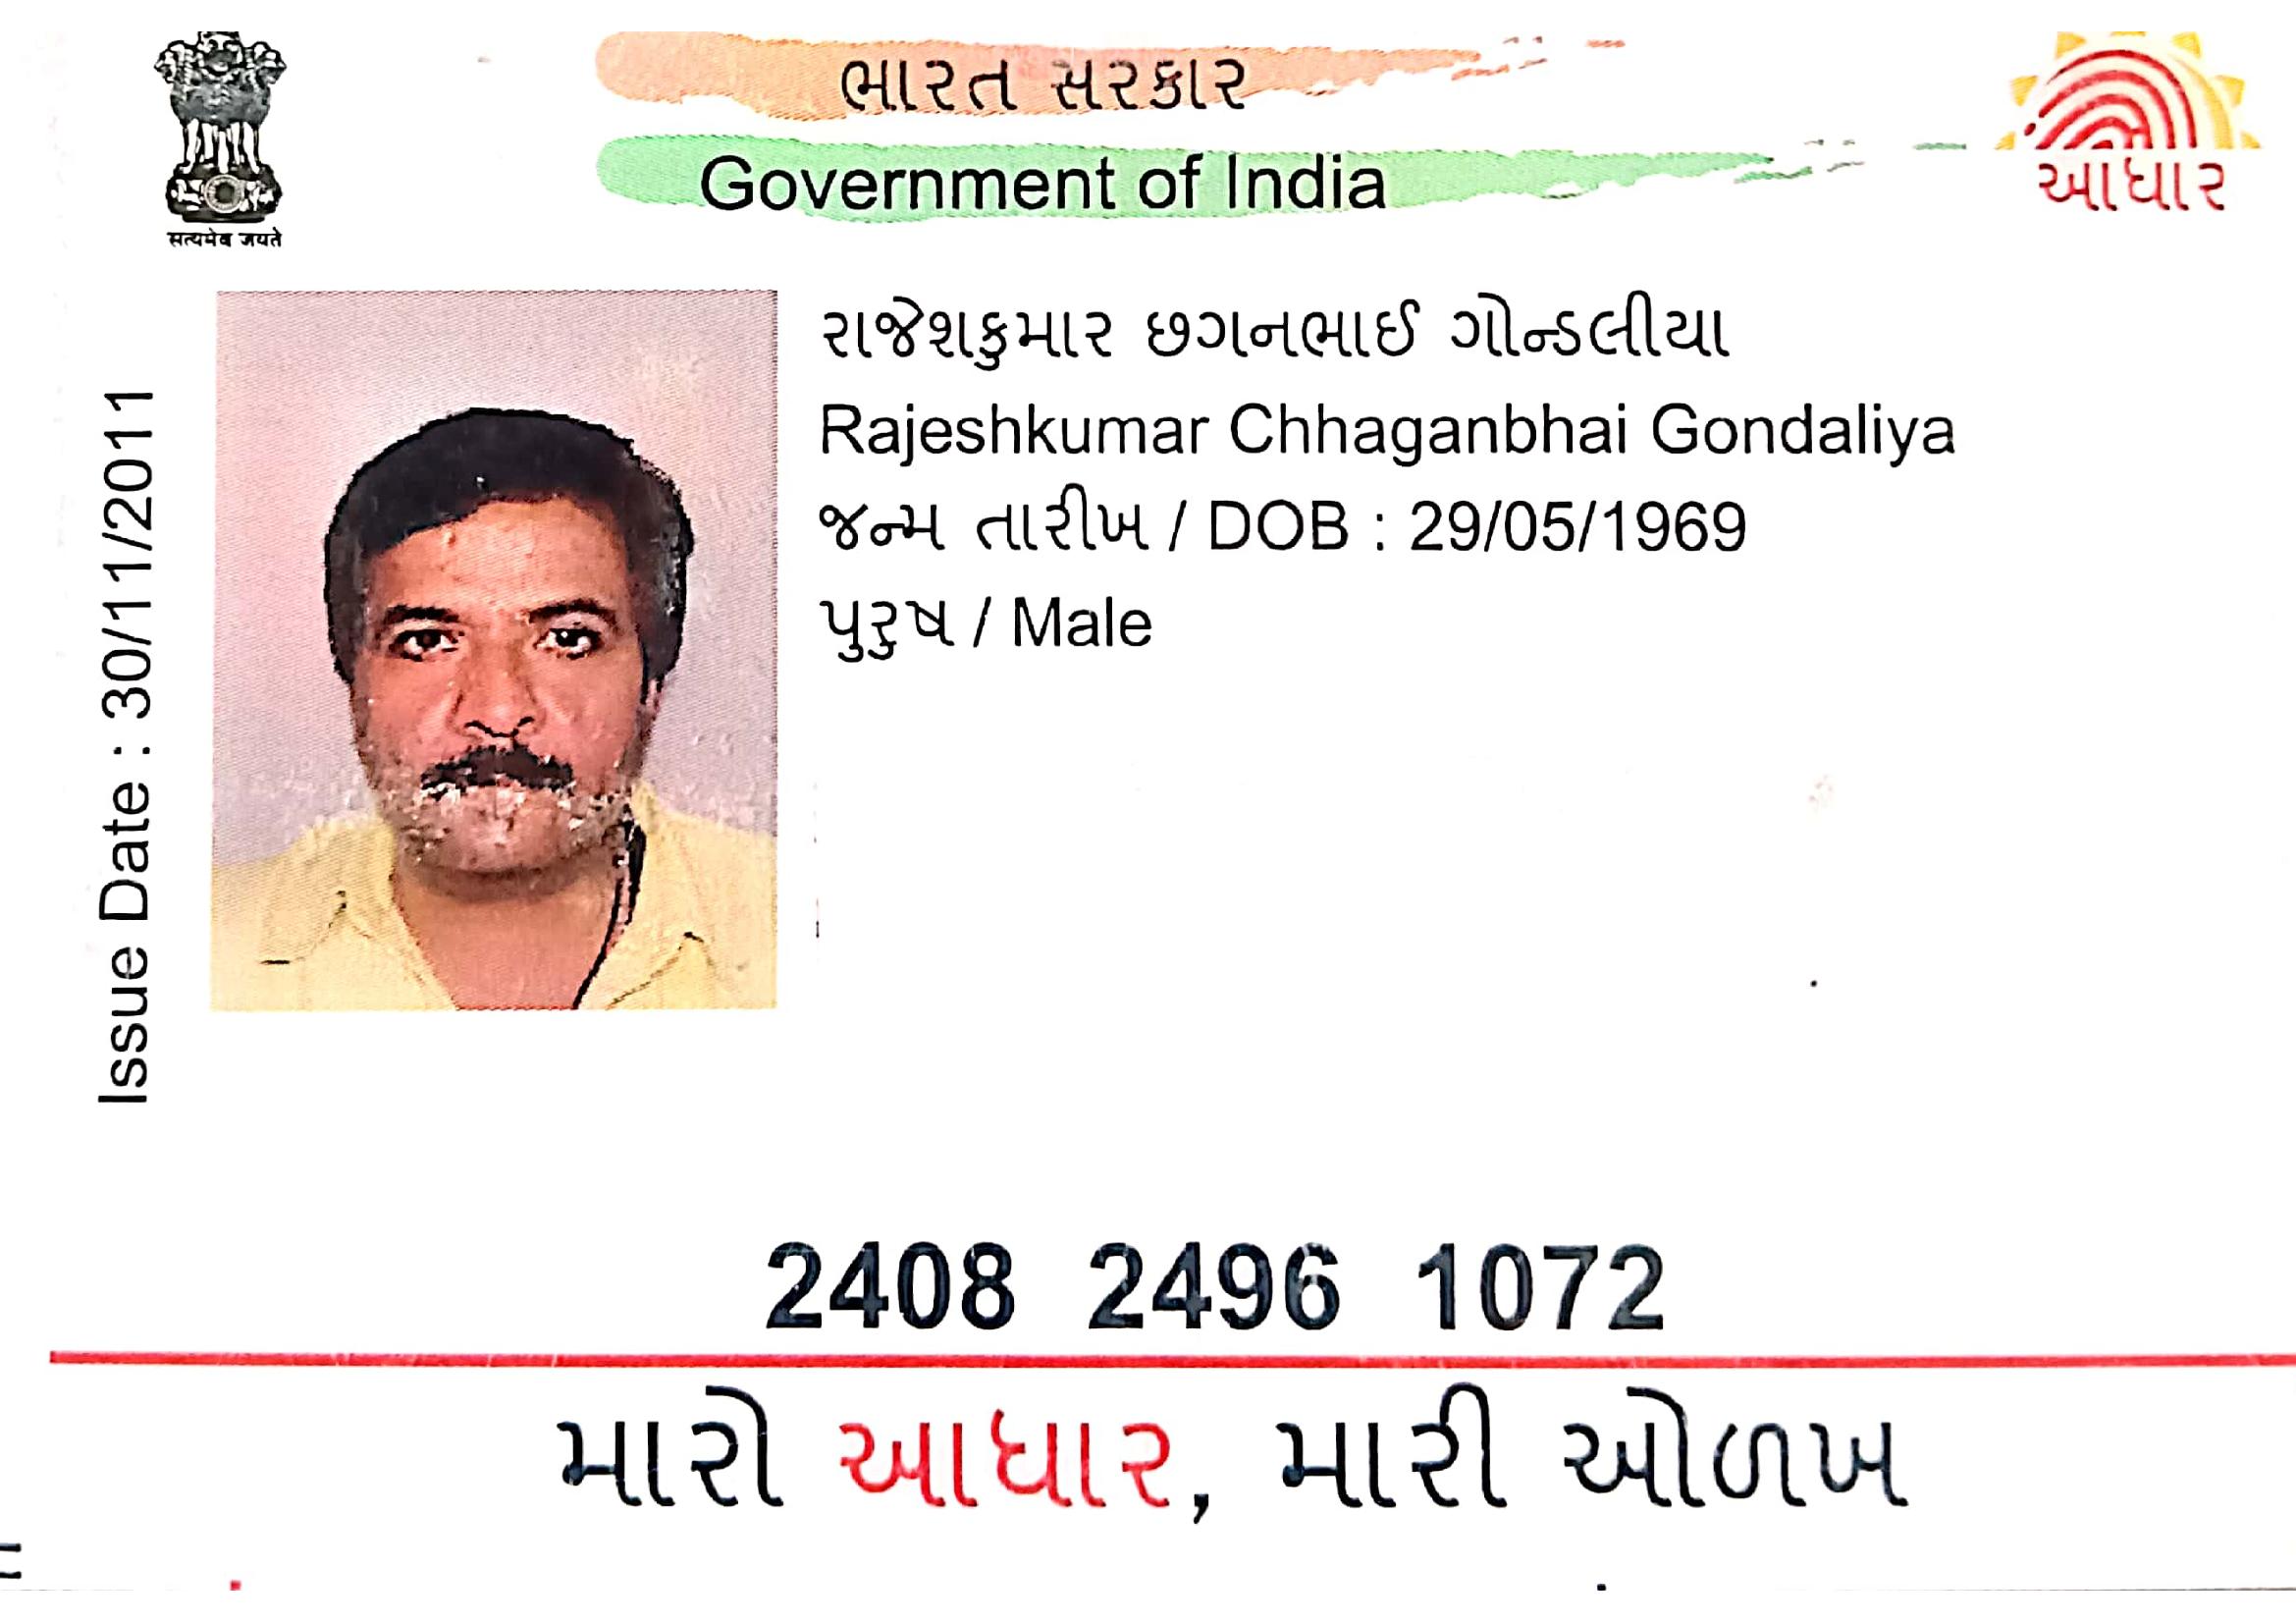 ભારત સરકાર
Government of India
सत्यमेव जयते
આધાર
Issue Date : 30/11/2011
રાજેશકુમાર છગનભાઈ ગોન્ડલીયા
Rajeshkumar Chhaganbhai Gondaliya
જન્મ તારીખ / DOB : 29/05/1969
પુરુષ / Male
2408 2496 1072
મારો આધાર, મારી ઓળખ